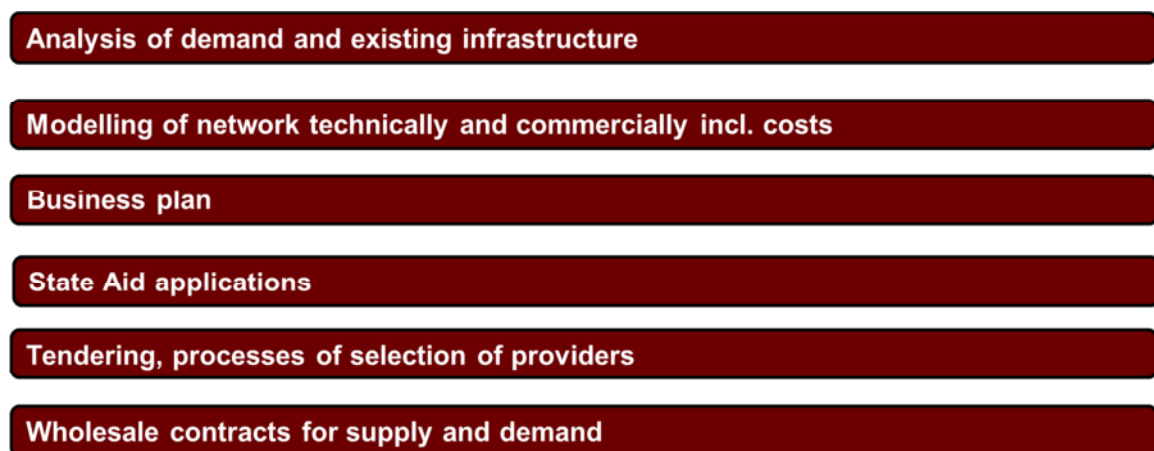 Analysis of demand and existing infrastructure
Modelling of network technically and commercially incl. costs
Business plan
State Aid applications
Tendering, processes of selection of providers
Wholesale contracts for supply and demand